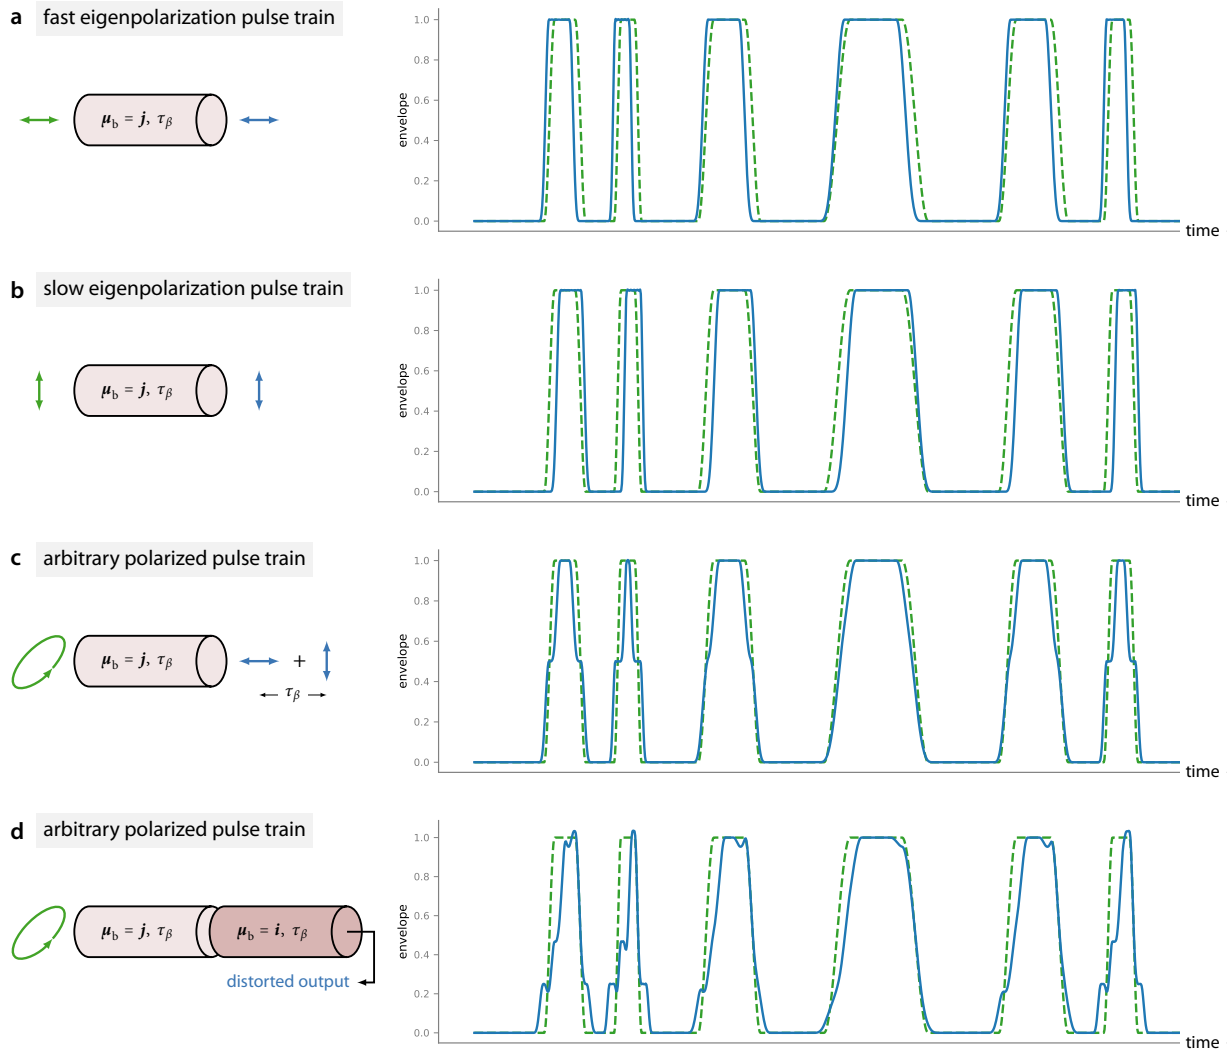 a fast eigenpolarization pulse train
μb = j, τβ
envelope
1.0
0.8
0.6
0.4
0.2
0.0
time
b slow eigenpolarization pulse train
μb = j, τβ
envelope
1.0
0.8
0.6
0.4
0.2
0.0
time
c arbitrary polarized pulse train
μb = j, τβ
+
τβ
envelope
1.0
0.8
0.6
0.4
0.2
0.0
time
d arbitrary polarized pulse train
μb = j, τβ
μb = i, τβ
distorted output
envelope
1.0
0.8
0.6
0.4
0.2
0.0
time